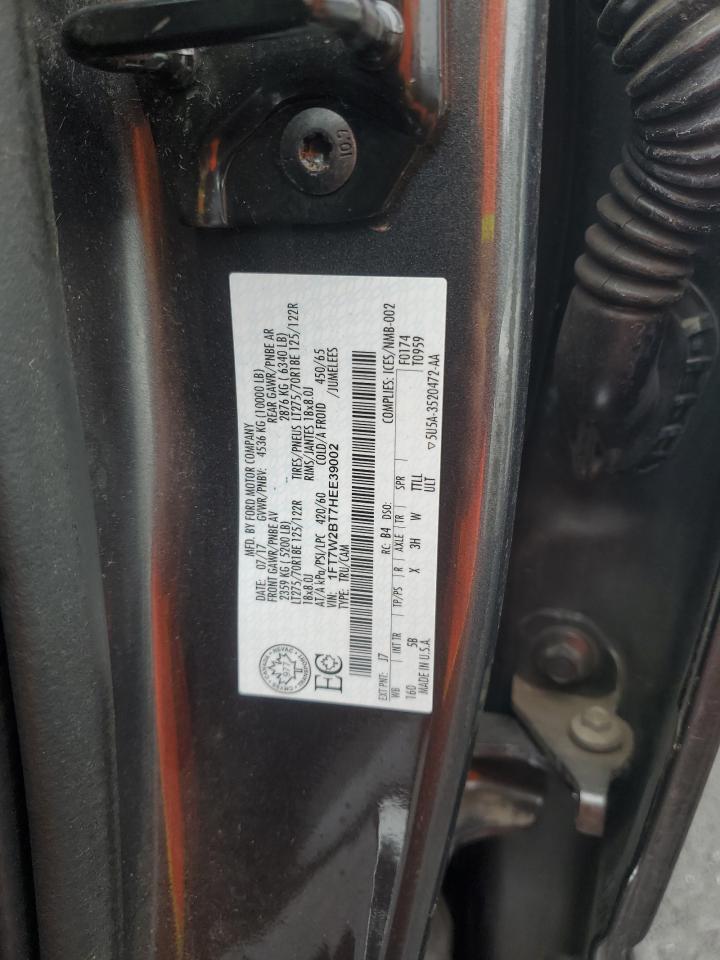 10.7
MFD. BY FORD MOTOR COMPANY
DATE: 07/17 GVWR/PNBV: 4536 KG (10000 LB)
FRONT GAWR/PNBE AV REAR GAWR/PNBE AR
2359 KG (5200 LB) 2876 KG (6340 LB)
LT275/70R18E 125/122R TIRES/PNEUS LT275/70R18E 125/122R
18x8.0J RIMS/JANTES 18x8.0J
AT/A kPa/PSI/LPC 420/60 COLD/A FROID 450/65
VIN: 1FT7W2BT7HEE39002 /JUMELEES
TYPE: TRU/CAM
EC
COMPLIES: ICES/NMB-002
EXT PNT: J7 RC: B4 DSO: F0174
WB INT TR TP/PS R AXLE TR SPR T0959
160 5B X 3H W TTLL
ULT
MADE IN U.S.A. ▽5U5A-3520472-AA